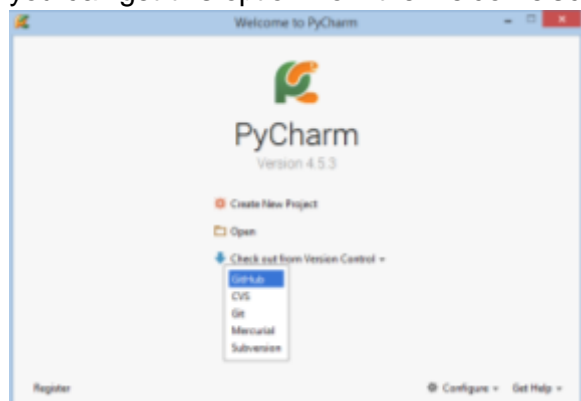 Welcome to PyCharm
PyCharm
Version 4.5.3
Create New Project
Open
Check out from Version Control
GitHub
CVS
Git
Mercurial
Subversion
Register
Configure
Get Help